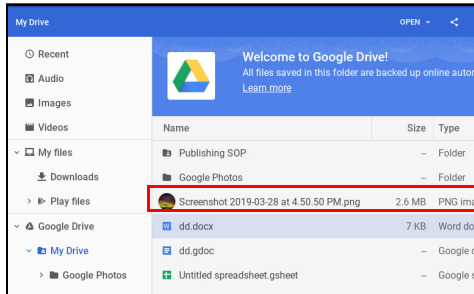 My Drive OPEN
Recent
Audio
Images
Videos
My files
Downloads
Play files
Google Drive
My Drive
Google Photos
Welcome to Google Drive!
All files saved in this folder are backed up online
Learn more
Name Size Type
Publishing SOP – Folder
Google Photos – Folder
Screenshot 2019-03-28 at 4.50.50 PM.png 2.6 MB PNG
dd.docx 7 KB Word
dd.gdoc – Google
Untitled spreadsheet.gsheet – Google